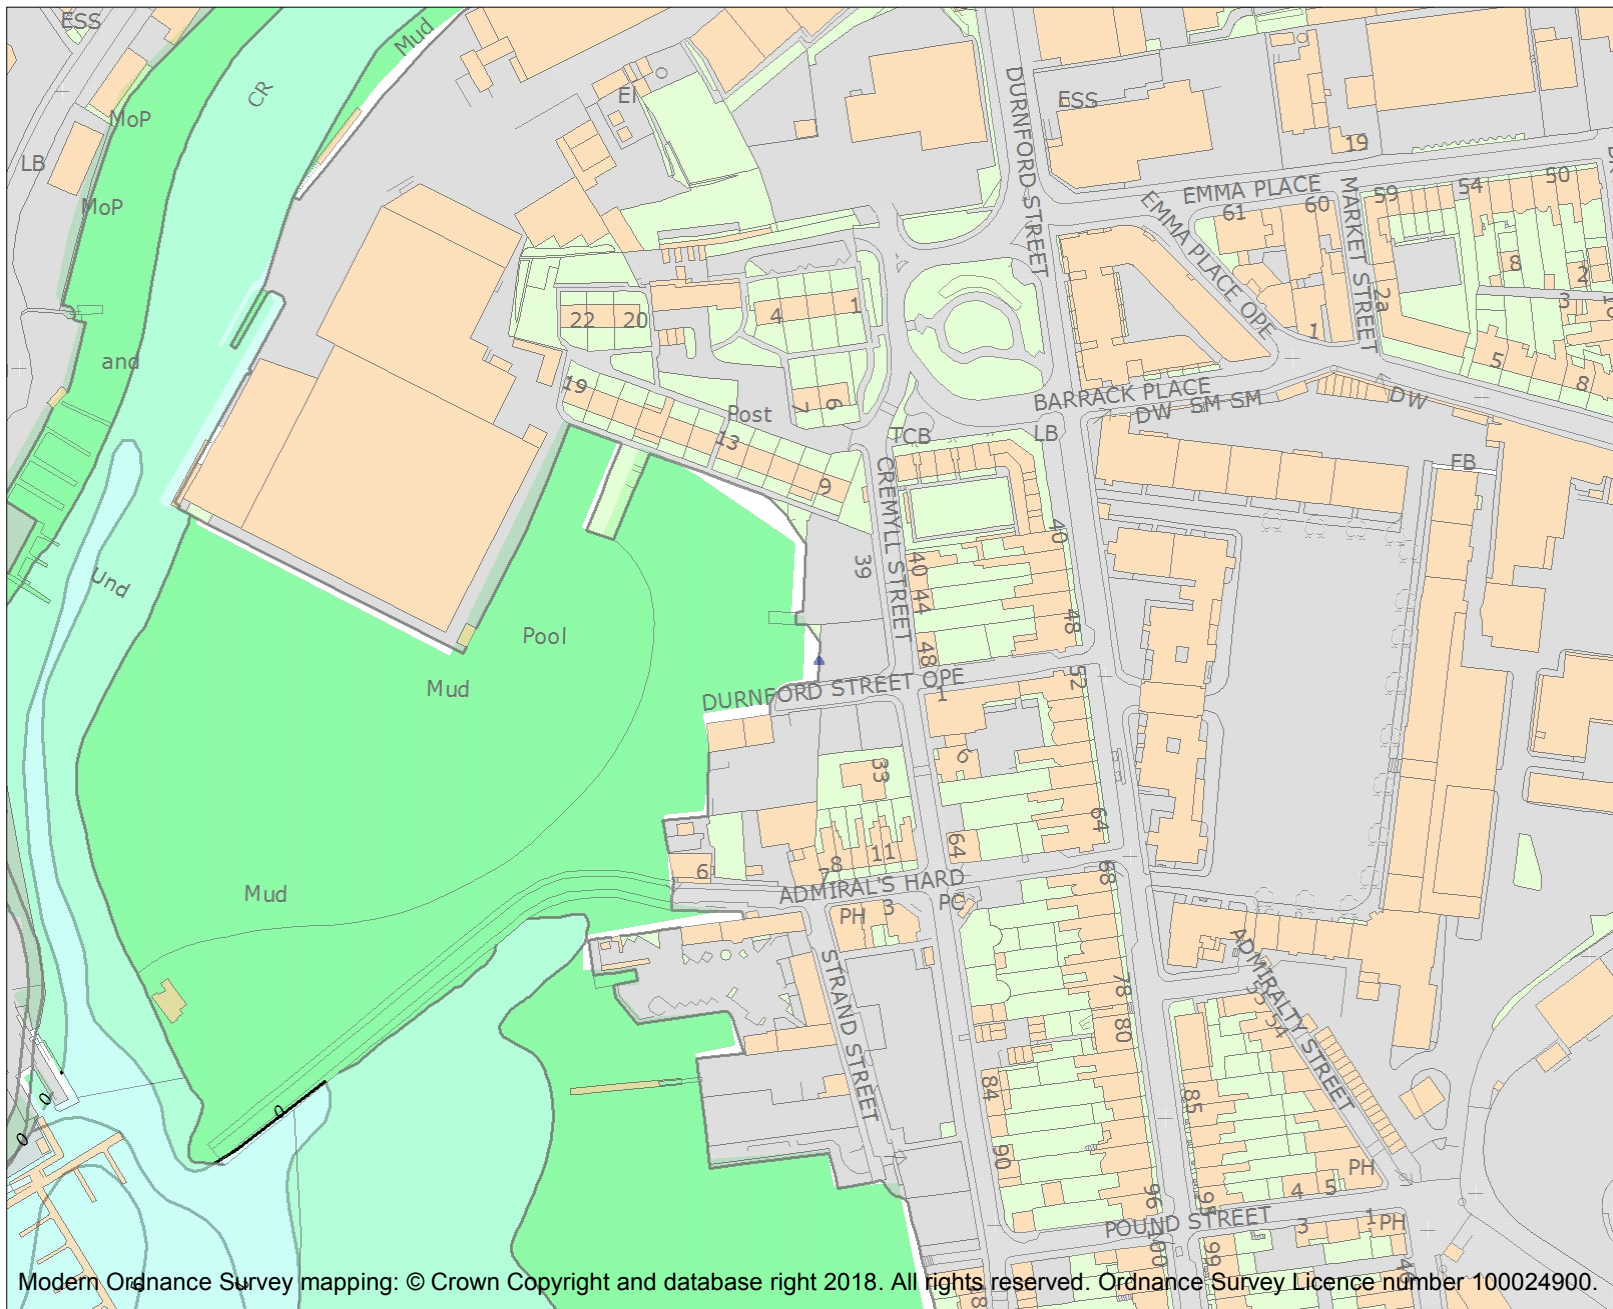 ESS
Mud
CR
MoP
LB
MoP
El
ESS
DURNFORD STREET
19
EMMA PLACE
61
60
59
54
50
MARKET STREET
EMMA PLACE OPE
8
2
3
2a
1
5
8
and
22
20
4
1
19
Post
7
6
13
9
BARRACK PLACE
DW SM SM
DW
TCB
LB
FB
CREMYLL STREET
39
40
40
44
48
48
Und
Pool
Mud
DURNFORD STREET OPE
1
52
6
33
64
64
68
6
7
8
11
ADMIRAL'S HARD
PH
3
PC
Mud
STRAND STREET
78
80
ADMIRALTY STREET
33
34
84
85
90
96
95
PH
4
5
POUND STREET
3
1
PH
100
99
0
0
0
Modern Ordnance Survey mapping: © Crown Copyright and database right 2018. All rights reserved. Ordnance Survey Licence number 100024900.